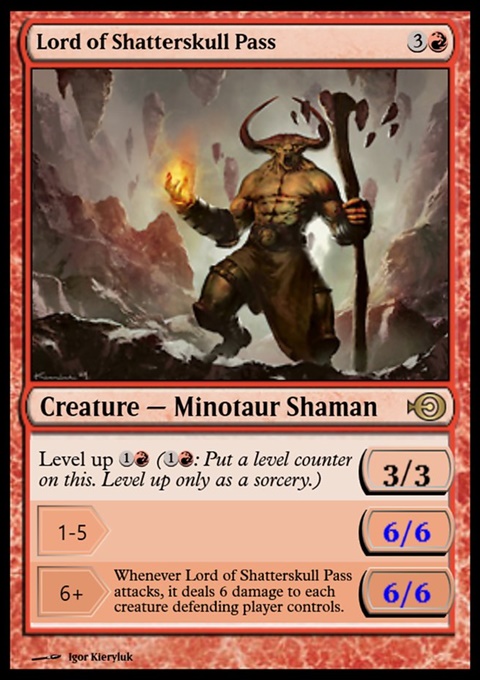 Lord of Shatterskull Pass 3
Creature — Minotaur Shaman
Level up 1 (1: Put a level counter
on this. Level up only as a sorcery.)
3/3
1-5
6/6
6+
Whenever Lord of Shatterskull Pass
attacks, it deals 6 damage to each
creature defending player controls.
6/6
Igor Kieryluk